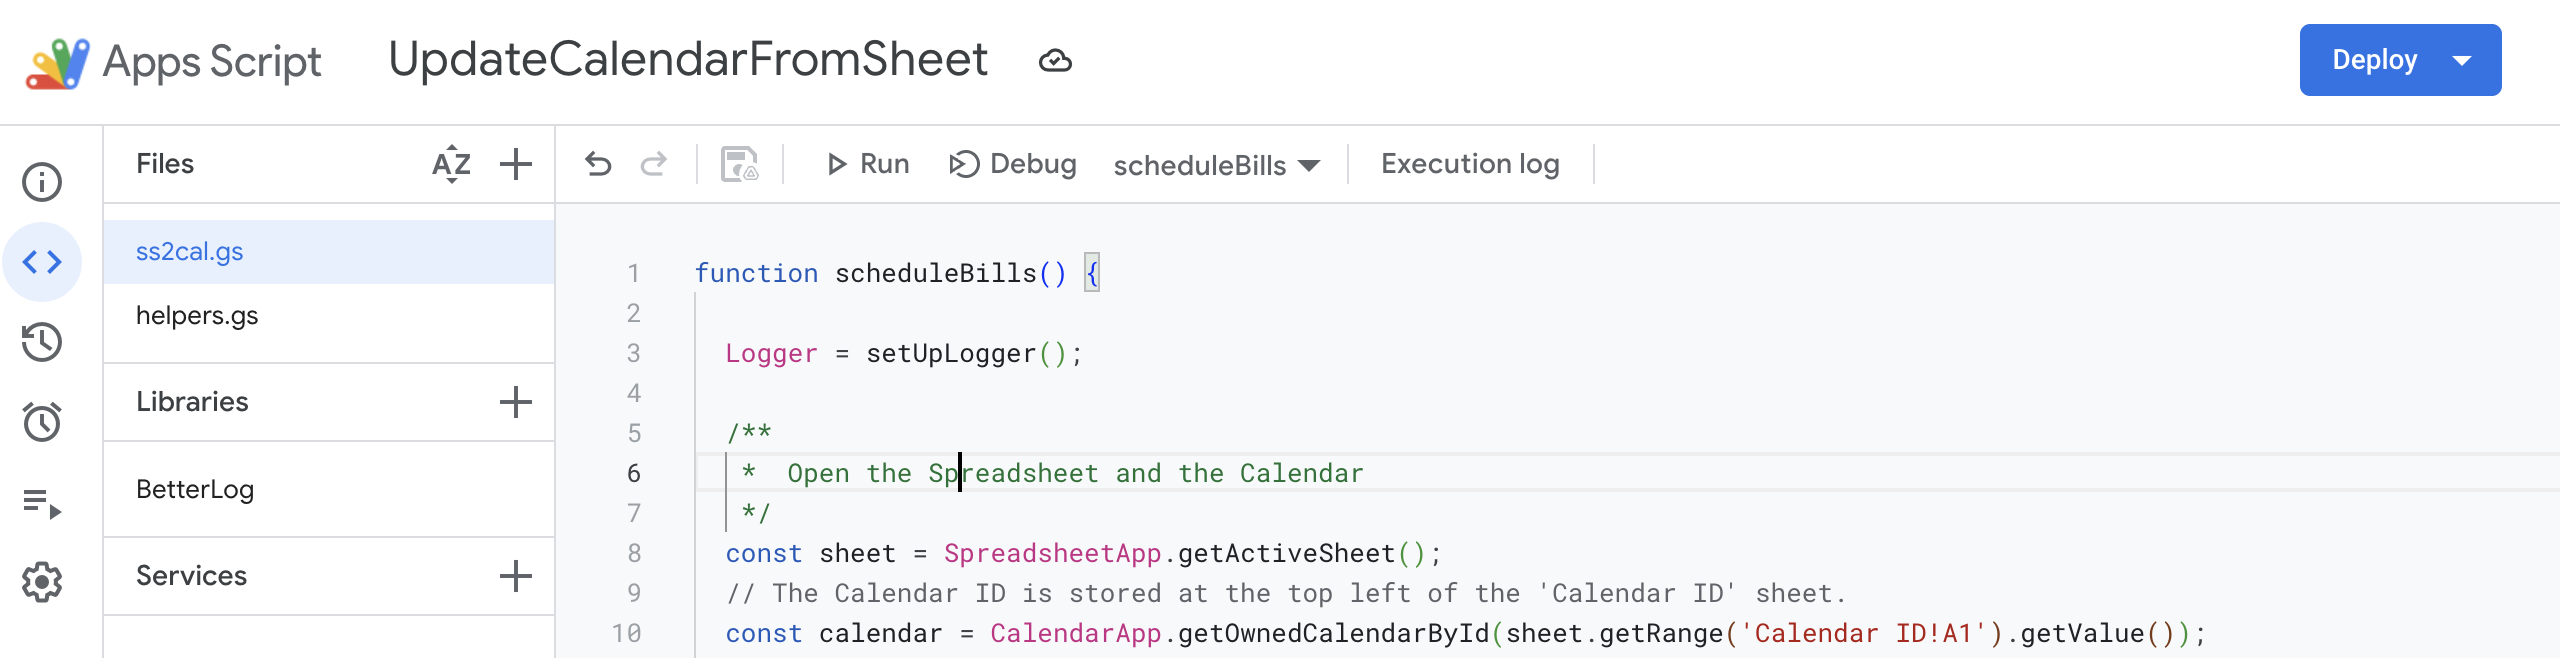 Apps Script UpdateCalendarFromSheet Deploy
Files AZ Run Debug scheduleBills Execution log
ss2cal.gs
helpers.gs
Libraries
BetterLog
Services
1 function scheduleBills() {
2
3 Logger = setUpLogger();
4
5 /**
6 * Open the Spreadsheet and the Calendar
7 */
8 const sheet = SpreadsheetApp.getActiveSheet();
9 // The Calendar ID is stored at the top left of the 'Calendar ID' sheet.
10 const calendar = CalendarApp.getOwnedCalendarById(sheet.getRange('Calendar ID!A1').getValue());